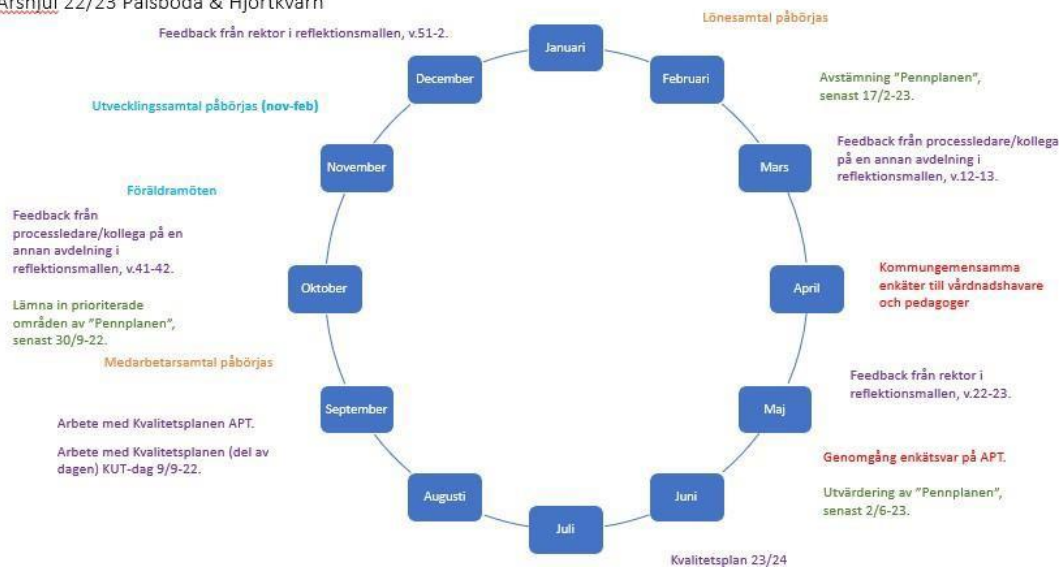 Årshjul 22/23 Pålsboda & Hjortkvarn
Lönesamtal påbörjas
Feedback från rektor i reflektionsmallen, v.51-2.
Januari
December
Februari
Avstämning "Pennplanen",
senast 17/2-23.
Utvecklingssamtal påbörjas (nov-feb)
Feedback från processledare/kollega
på en annan avdelning i
reflektionsmallen, v.12-13.
November
Mars
Föräldramöten
Feedback från
processledare/kollega på en
annan avdelning i
reflektionsmallen, v.41-42.
Kommungemensamma
enkäter till vårdnadshavare
och pedagoger
Oktober
April
Lämna in prioriterade
områden av "Pennplanen",
senast 30/9-22.
Medarbetarsamtal påbörjas
Feedback från rektor i
reflektionsmallen, v.22-23.
September
Maj
Arbete med Kvalitetsplanen APT.
Arbete med Kvalitetsplanen (del av
dagen) KUT-dag 9/9-22.
Genomgång enkätsvar på APT.
Utvärdering av "Pennplanen",
senast 2/6-23.
Augusti
Juni
Juli
Kvalitetsplan 23/24